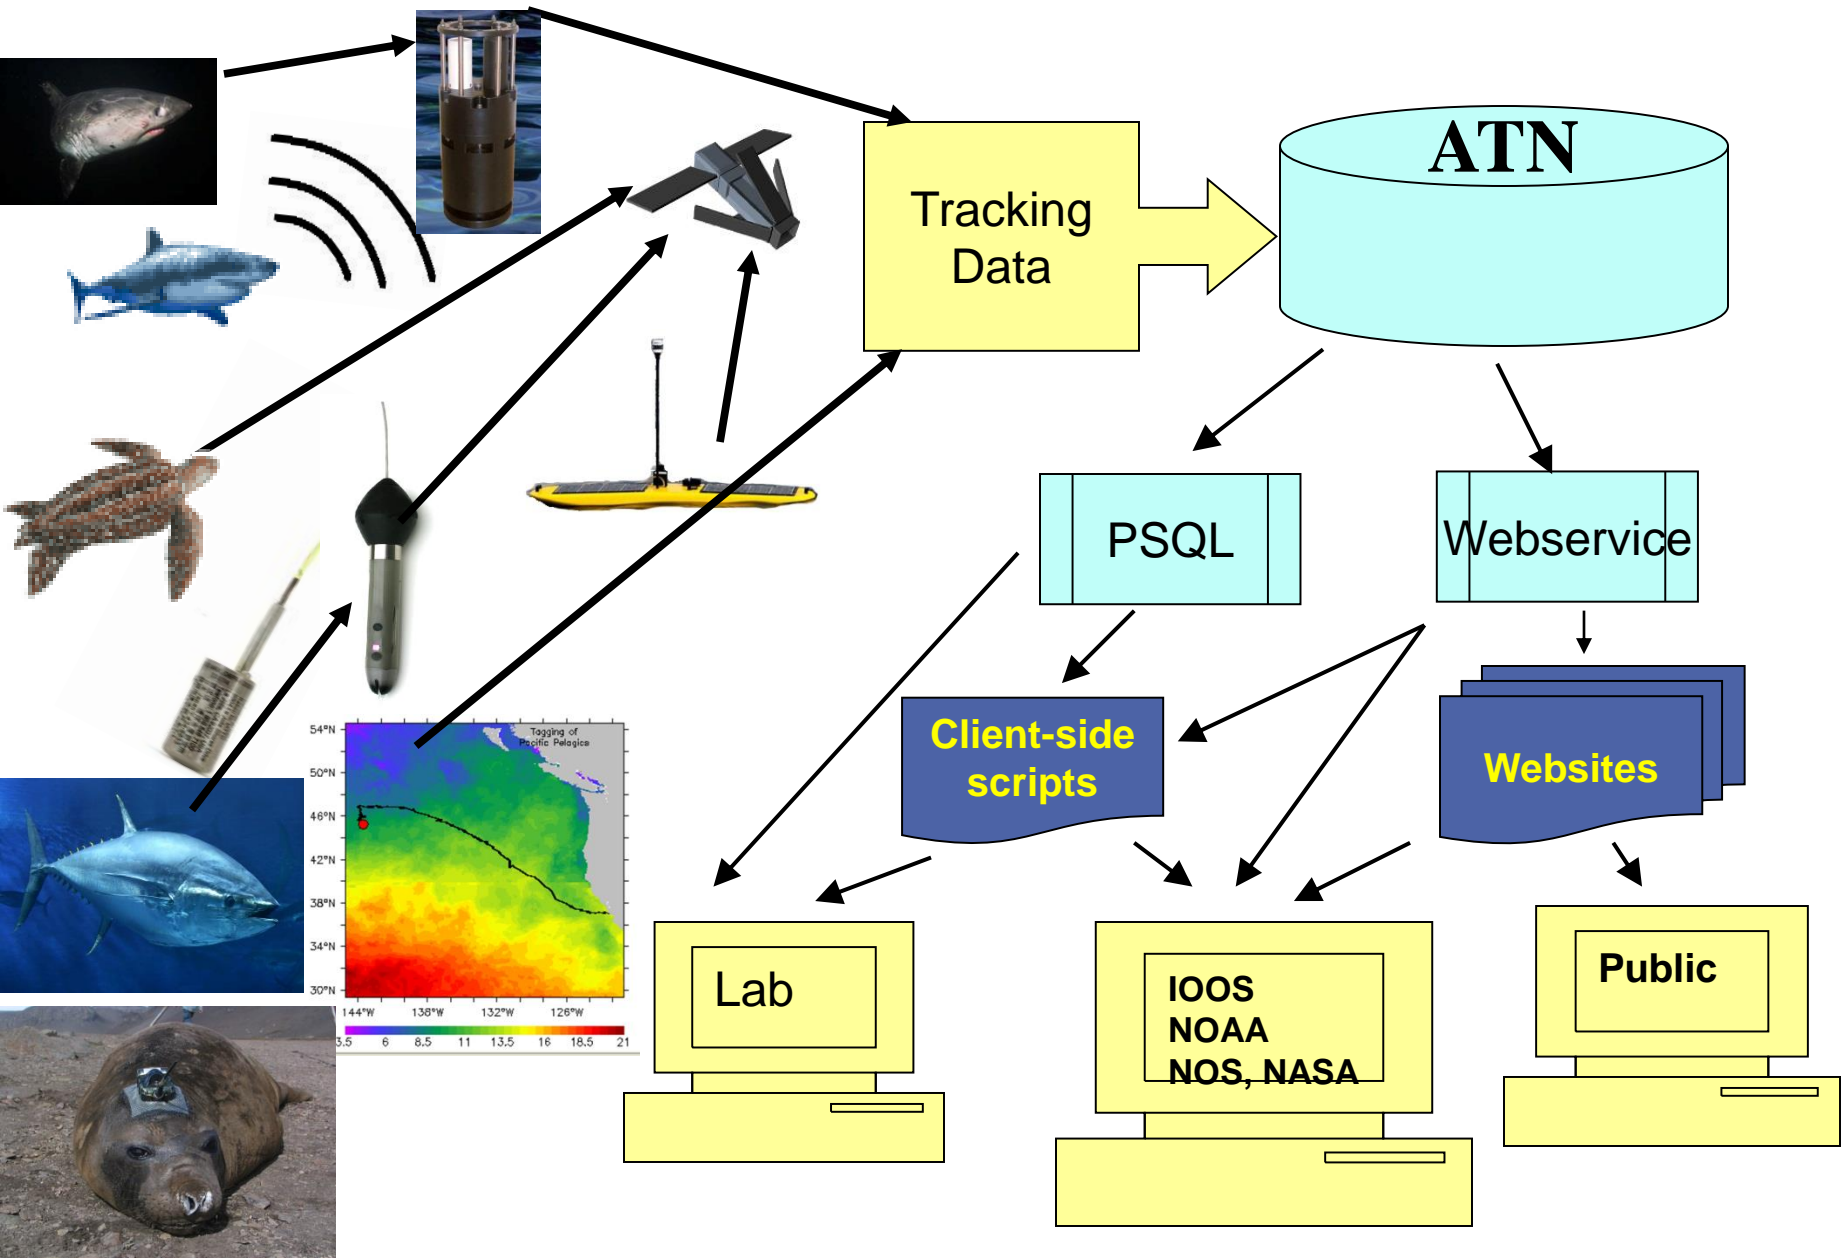 ATN
Tracking
Data
PSQL
Webservice
Client-side
scripts
Websites
Tagging of
Pacific Pelagics
54°N
50°N
46°N
42°N
38°N
34°N
30°N
144°W 138°W 132°W 126°W
3.5 6 8.5 11 13.5 16 18.5 21
Lab
IOOS
NOAA
NOS, NASA
Public